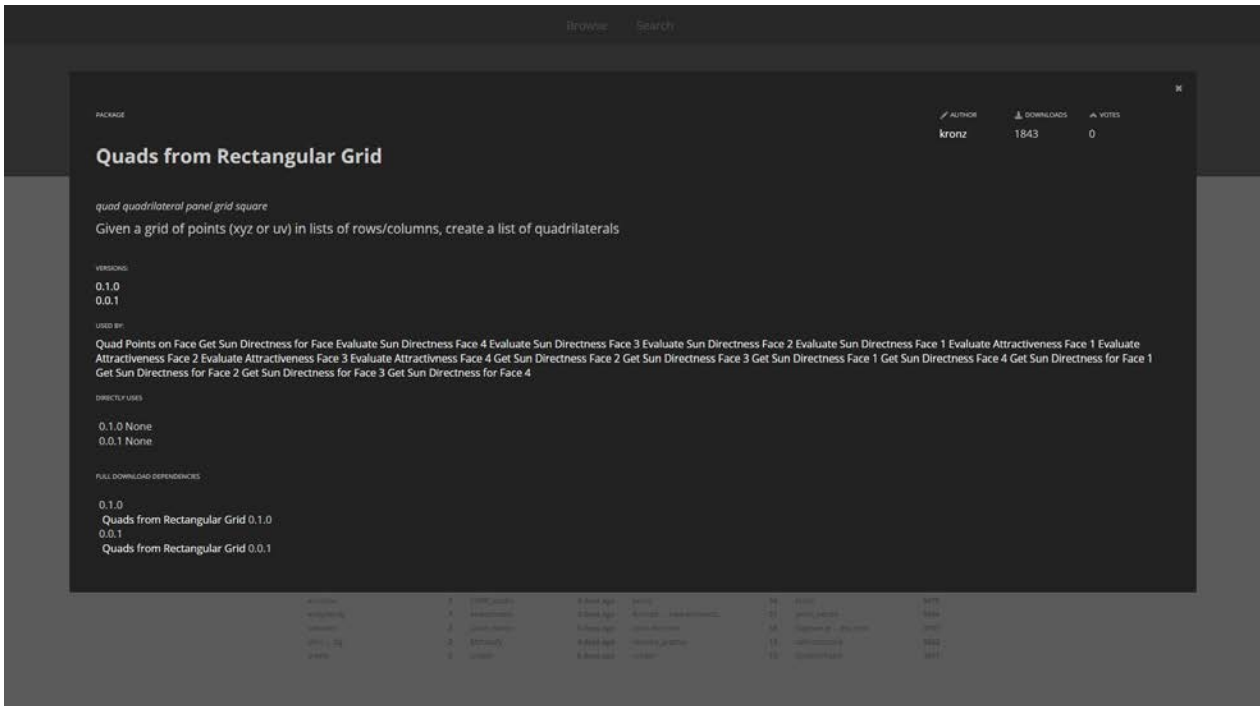 Browse Search
PACKAGE
AUTHOR DOWNLOADS VOTES
kronz 1843 0
Quads from Rectangular Grid
quad quadrilateral panel grid square
Given a grid of points (xyz or uv) in lists of rows/columns, create a list of quadrilaterals
VERSIONS:
0.1.0
0.0.1
USED BY:
Quad Points on Face Get Sun Directness for Face Evaluate Sun Directness Face 4 Evaluate Sun Directness Face 3 Evaluate Sun Directness Face 2 Evaluate Sun Directness Face 1 Evaluate Attractiveness Face 1 Evaluate
Attractiveness Face 2 Evaluate Attractiveness Face 3 Evaluate Attractivness Face 4 Get Sun Directness Face 2 Get Sun Directness Face 3 Get Sun Directness Face 1 Get Sun Directness Face 4 Get Sun Directness for Face 1
Get Sun Directness for Face 2 Get Sun Directness for Face 3 Get Sun Directness for Face 4
DIRECTLY USES
0.1.0 None
0.0.1 None
FULL DOWNLOAD DEPENDENCIES
0.1.0
Quads from Rectangular Grid 0.1.0
0.0.1
Quads from Rectangular Grid 0.0.1